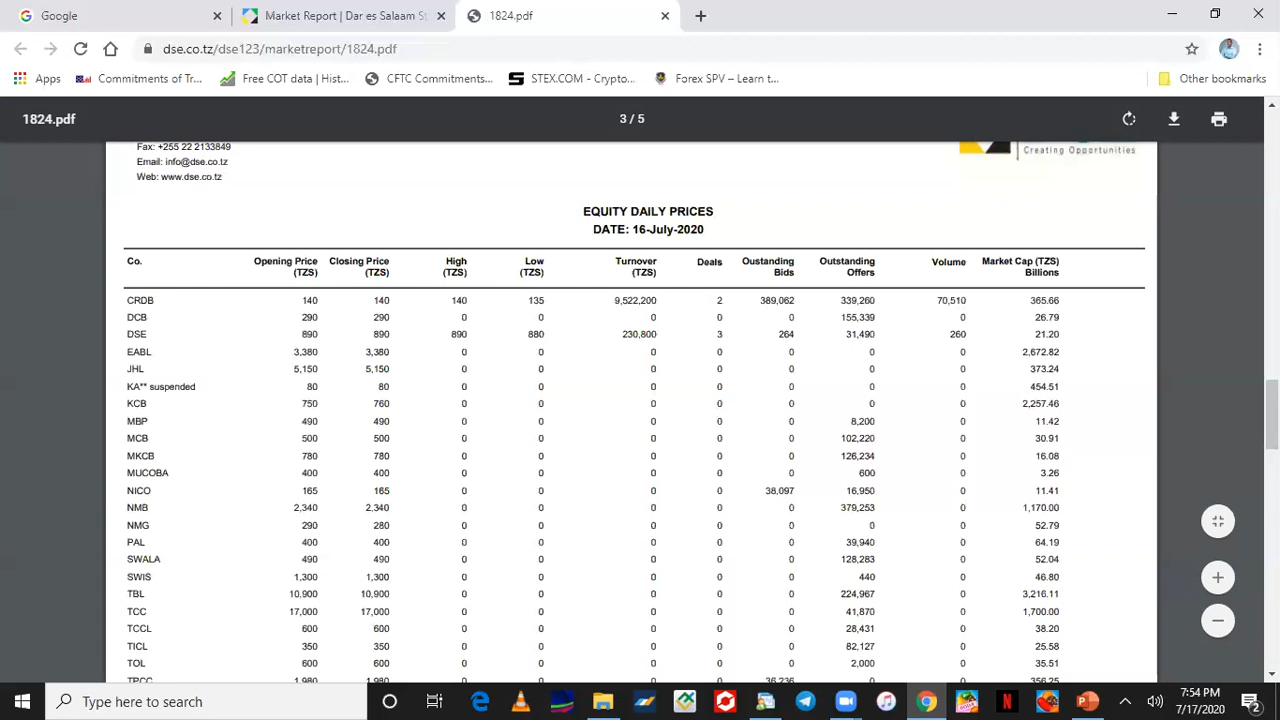 Google
Market Report | Dar es Salaam St
1824.pdf
dse.co.tz/dse123/marketreport/1824.pdf
Apps Commitments of Tr... Free COT data | Hist... CFTC Commitments... STEX.COM - Crypto... Forex SPV – Learn t... Other bookmarks
1824.pdf 3 / 5
Fax: +255 22 2133849
Email: info@dse.co.tz
Web: www.dse.co.tz
Creating Opportunities
EQUITY DAILY PRICES
DATE: 16-July-2020
Co. Opening Price Closing Price High Low Turnover Deals Oustanding Outstanding Volume Market Cap (TZS)
(TZS) (TZS) (TZS) (TZS) (TZS) Bids Offers Billions
CRDB 140 140 140 135 9,522,200 2 389,062 339,260 70,510 365.66
DCB 290 290 0 0 0 0 0 155,339 0 26.79
DSE 890 890 890 880 230,800 3 264 31,490 260 21.20
EABL 3,380 3,380 0 0 0 0 0 0 0 2,672.82
JHL 5,150 5,150 0 0 0 0 0 0 0 373.24
KA** suspended 80 80 0 0 0 0 0 0 0 454.51
KCB 750 760 0 0 0 0 0 0 0 2,257.46
MBP 490 490 0 0 0 0 0 8,200 0 11.42
MCB 500 500 0 0 0 0 0 102,220 0 30.91
MKCB 780 780 0 0 0 0 0 126,234 0 16.08
MUCOBA 400 400 0 0 0 0 0 600 0 3.26
NICO 165 165 0 0 0 0 38,097 16,950 0 11.41
NMB 2,340 2,340 0 0 0 0 0 379,253 0 1,170.00
NMG 290 280 0 0 0 0 0 0 0 52.79
PAL 400 400 0 0 0 0 0 39,940 0 64.19
SWALA 490 490 0 0 0 0 0 128,283 0 52.04
SWIS 1,300 1,300 0 0 0 0 0 440 0 46.80
TBL 10,900 10,900 0 0 0 0 0 224,967 0 3,216.11
TCC 17,000 17,000 0 0 0 0 0 41,870 0 1,700.00
TCCL 600 600 0 0 0 0 0 28,431 0 38.20
TICL 350 350 0 0 0 0 0 82,127 0 25.58
TOL 600 600 0 0 0 0 0 2,000 0 35.51
TPCC 1,980 1,980 0 0 0 0 36,236 0 0 356.25
Type here to search
7:54 PM
7/17/2020
2